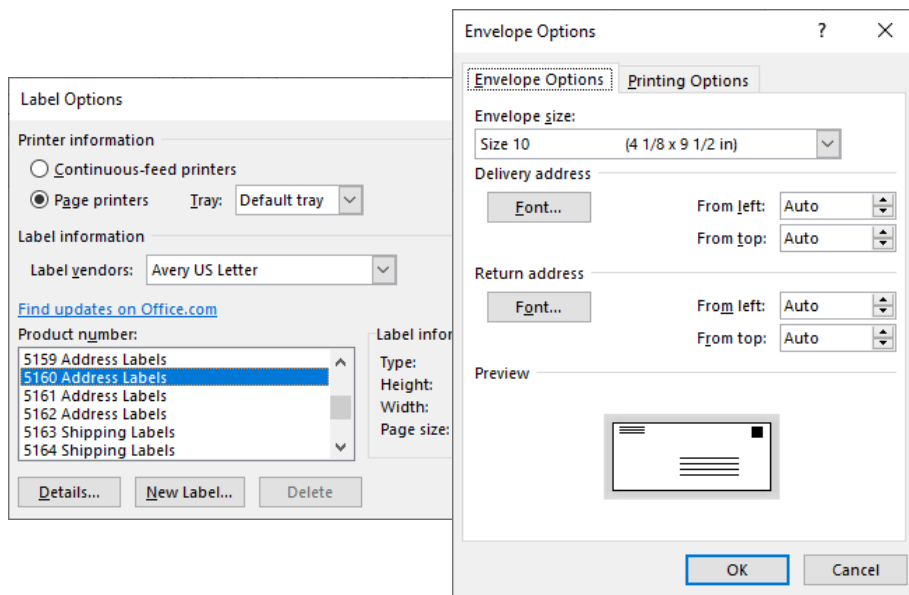 Label Options
Printer information
Continuous-feed printers
Page printers Tray: Default tray
Label information
Label vendors: Avery US Letter
Find updates on Office.com
Product number:
5159 Address Labels
5160 Address Labels
5161 Address Labels
5162 Address Labels
5163 Shipping Labels
5164 Shipping Labels
Label infor
Type:
Height:
Width:
Page size:
Details... New Label... Delete
Envelope Options ?
Envelope Options Printing Options
Envelope size:
Size 10 (4 1/8 x 9 1/2 in)
Delivery address
Font... From left: Auto
From top: Auto
Return address
Font... From left: Auto
From top: Auto
Preview
OK Cancel